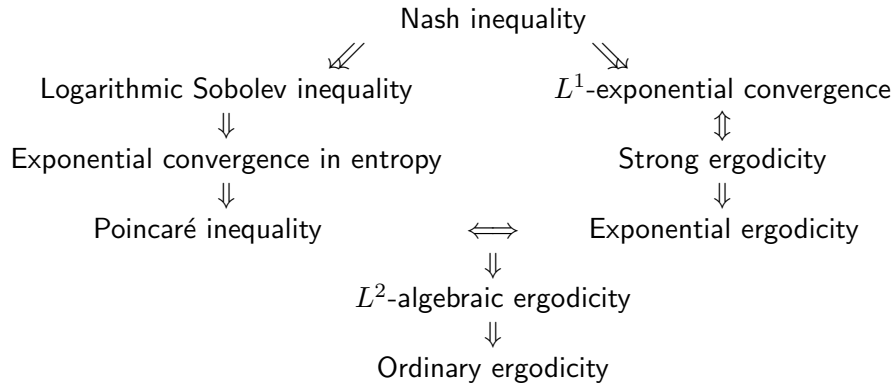 Nash inequality
⇙ ⇘
Logarithmic Sobolev inequality L¹-exponential convergence
⇓ ⇕
Exponential convergence in entropy Strong ergodicity
⇓ ⇓
Poincaré inequality ⟺ Exponential ergodicity
⇓
L²-algebraic ergodicity
⇓
Ordinary ergodicity